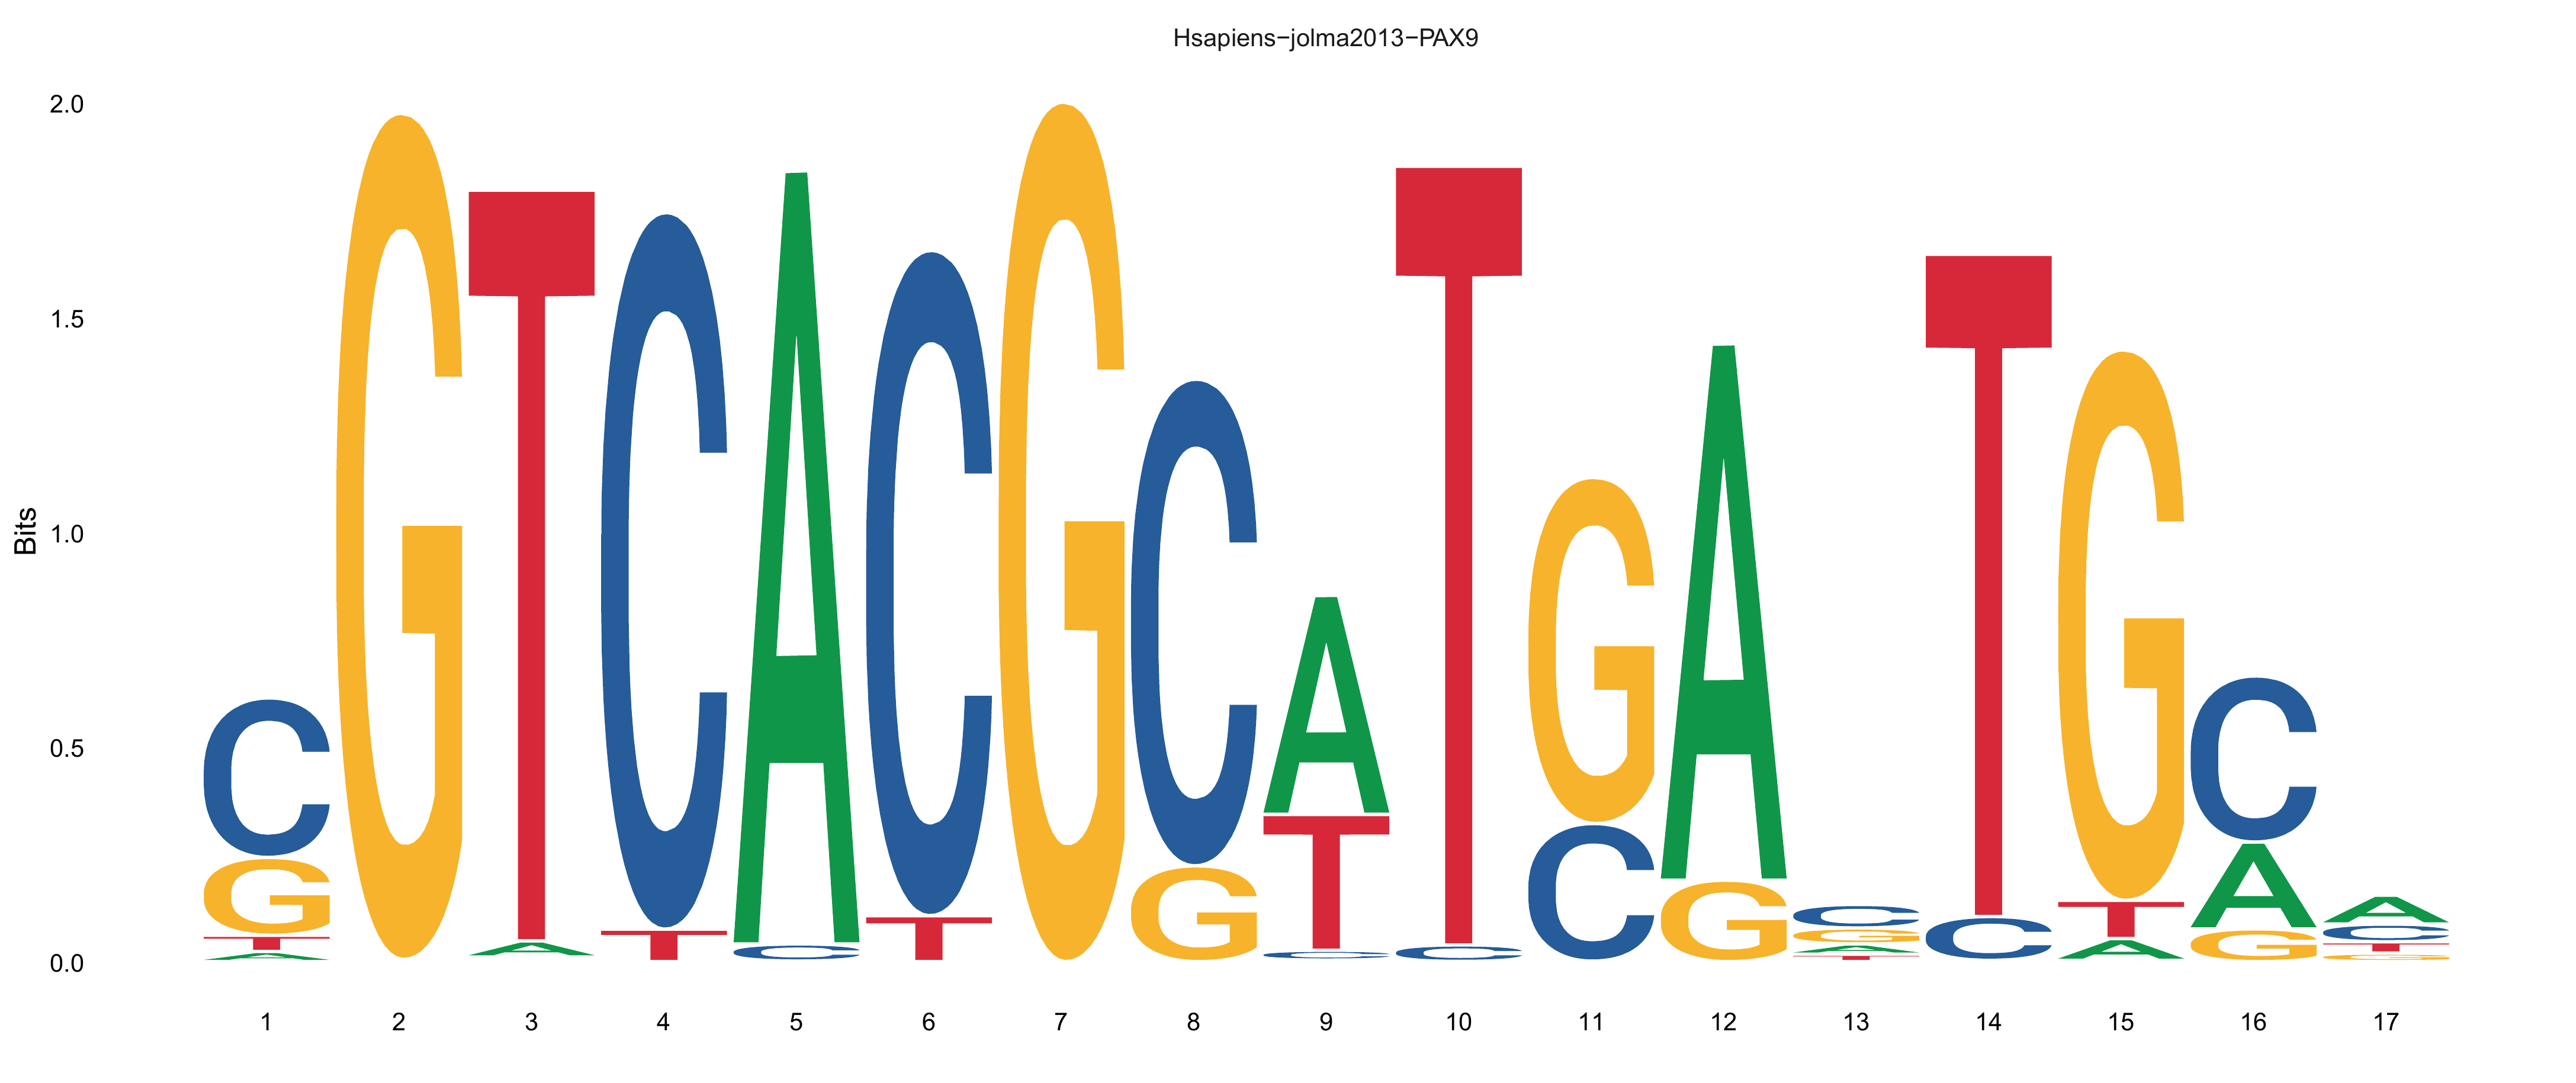 Hsapiens−jolma2013−PAX9
2.0
1.5
1.0
0.5
0.0
Bits
C G T A
G
T A
C T
A C
C T
G
C G
A T C
T C
G C
A G
C G A T
T C
G T A
C A G
A C T G
1 2 3 4 5 6 7 8 9 10 11 12 13 14 15 16 17